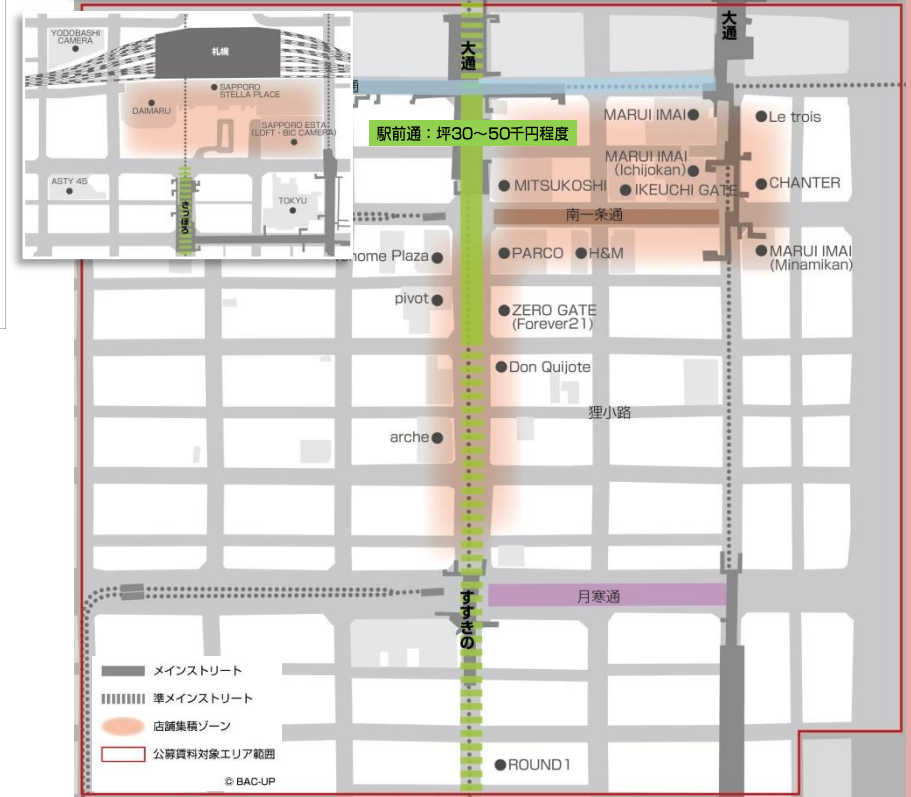 YODOBASHI
CAMERA
札幌
SAPPORO
STELLA PLACE
DAIMARU
SAPPORO ESTA
(LOFT・BIC CAMERA)
ASTY 45
さっぽろ
TOKYU
大通
大通
通
駅前通：坪30～50千円程度
MARUI IMAI
Le trois
MARUI IMAI
(Ichijokan)
MITSUKOSHI
IKEUCHI GATE
CHANTER
南一条通
home Plaza
PARCO
H&M
MARUI IMAI
(Minamikan)
pivot
ZERO GATE
(Forever21)
Don Quijote
狸小路
arche
すすきの
月寒通
メインストリート
準メインストリート
店舗集積ゾーン
公募賃料対象エリア範囲
© BAC-UP
ROUND1